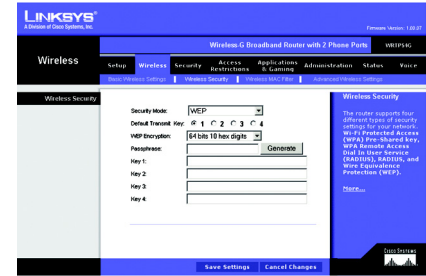 LINKSYS®
A Division of Cisco Systems, Inc.
Firmware Version: 1.00.37
Wireless-G Broadband Router with 2 Phone Ports WRTP54G
Wireless
Setup Wireless Security Access Restrictions Applications & Gaming Administration Status Voice
Basic Wireless Settings Wireless Security Wireless MAC Filter Advanced Wireless Settings
Wireless Security
Security Mode: WEP
Default Transmit Key: 1 2 3 4
WEP Encryption: 64 bits 10 hex digits
Passphrase: Generate
Key 1:
Key 2:
Key 3:
Key 4:
Wireless Security
The router supports four
different types of security
settings for your network.
Wi-Fi Protected Access
(WPA) Pre-Shared key,
WPA Remote Access
Dial In User Service
(RADIUS), RADIUS, and
Wire Equivalence
Protection (WEP).
More...
Save Settings Cancel Changes
CISCO SYSTEMS